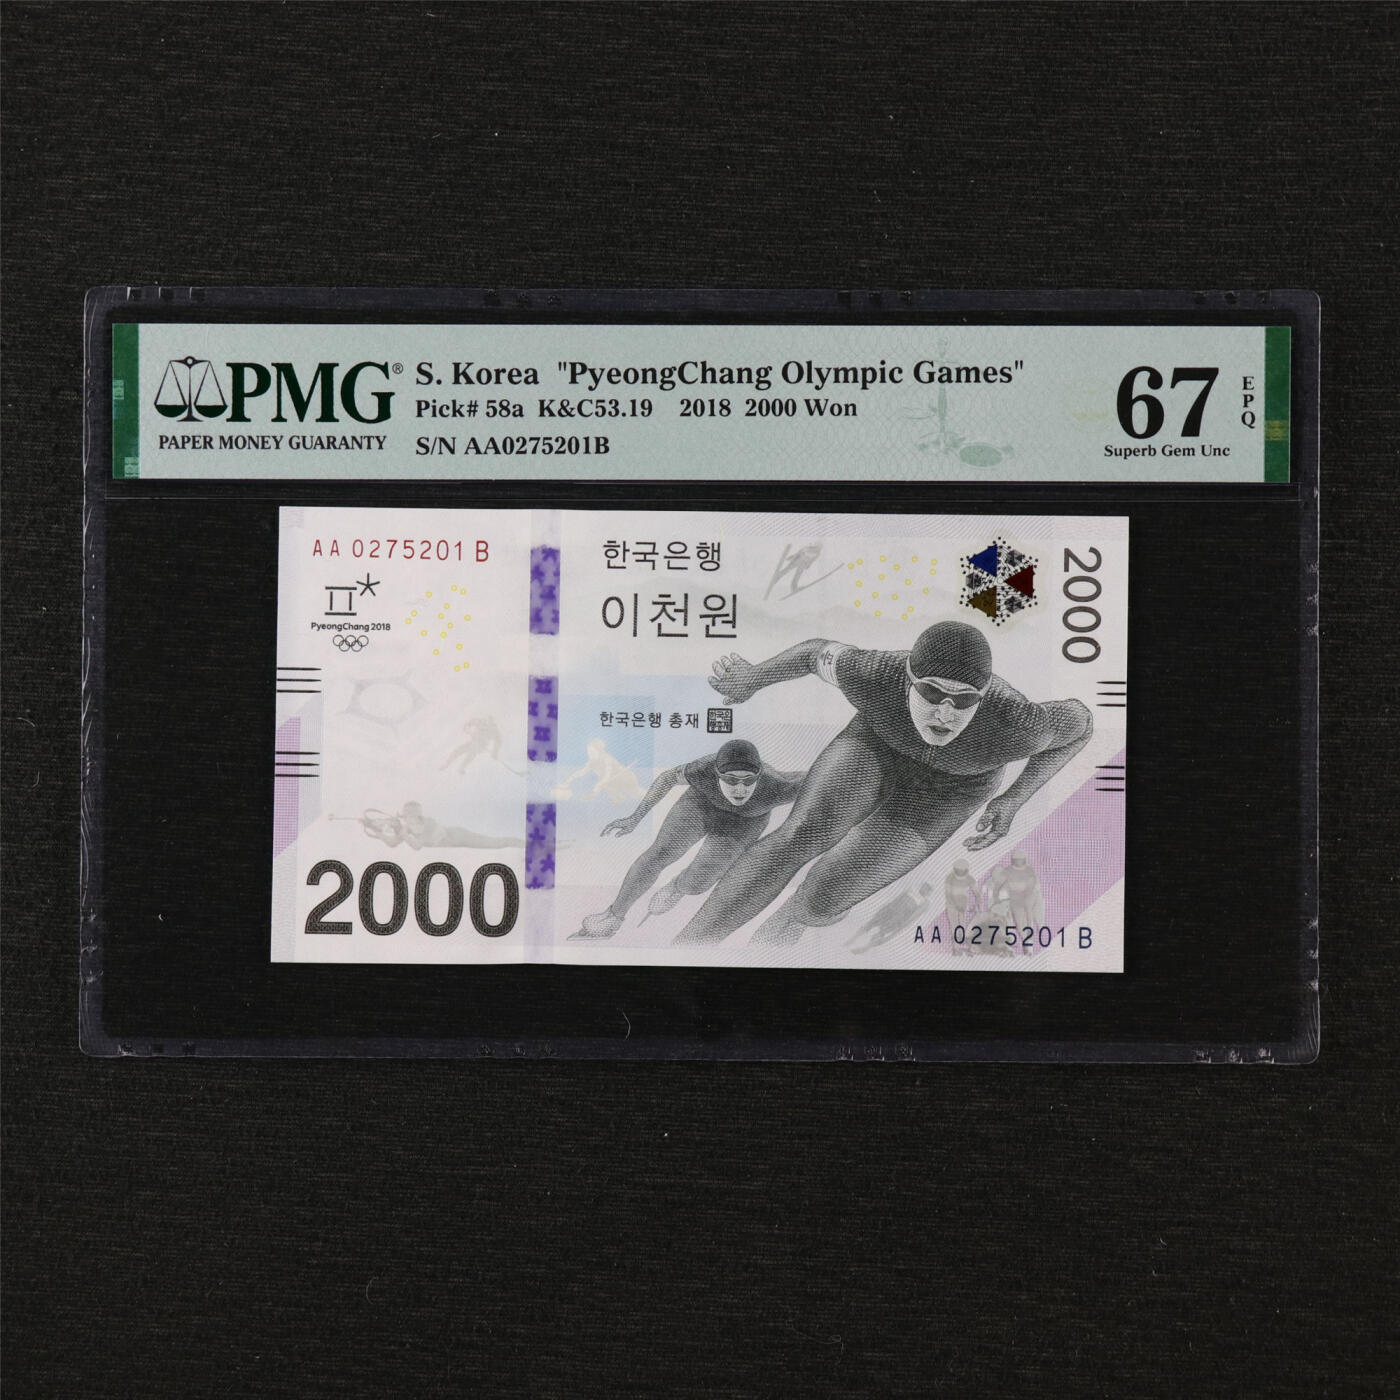 PMG®
PAPER MONEY GUARANTY
S. Korea "PyeongChang Olympic Games"
Pick# 58a K&C53.19 2018 2000 Won
S/N AA0275201B
67
EPQ
Superb Gem Unc
AA 0275201 B
한국은행
이천원
2000
PyeongChang 2018
한국은행 총재
2000
AA 0275201 B